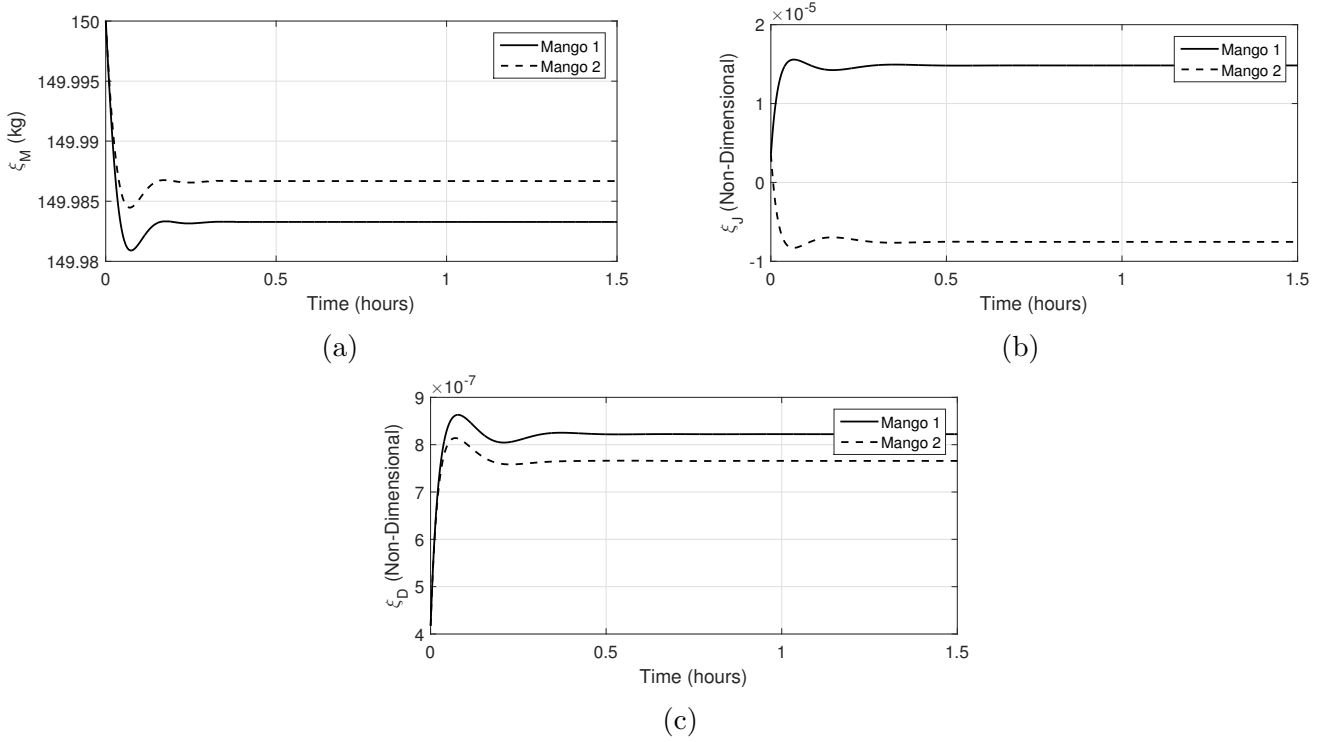 150
149.995
149.99
149.985
149.98
ξ_M (kg)
0
0.5
1
1.5
Time (hours)
Mango 1
Mango 2
(a)
×10^-5
2
1
0
-1
ξ_J (Non-Dimensional)
0
0.5
1
1.5
Time (hours)
Mango 1
Mango 2
(b)
×10^-7
9
8
7
6
5
4
ξ_D (Non-Dimensional)
0
0.5
1
1.5
Time (hours)
Mango 1
Mango 2
(c)